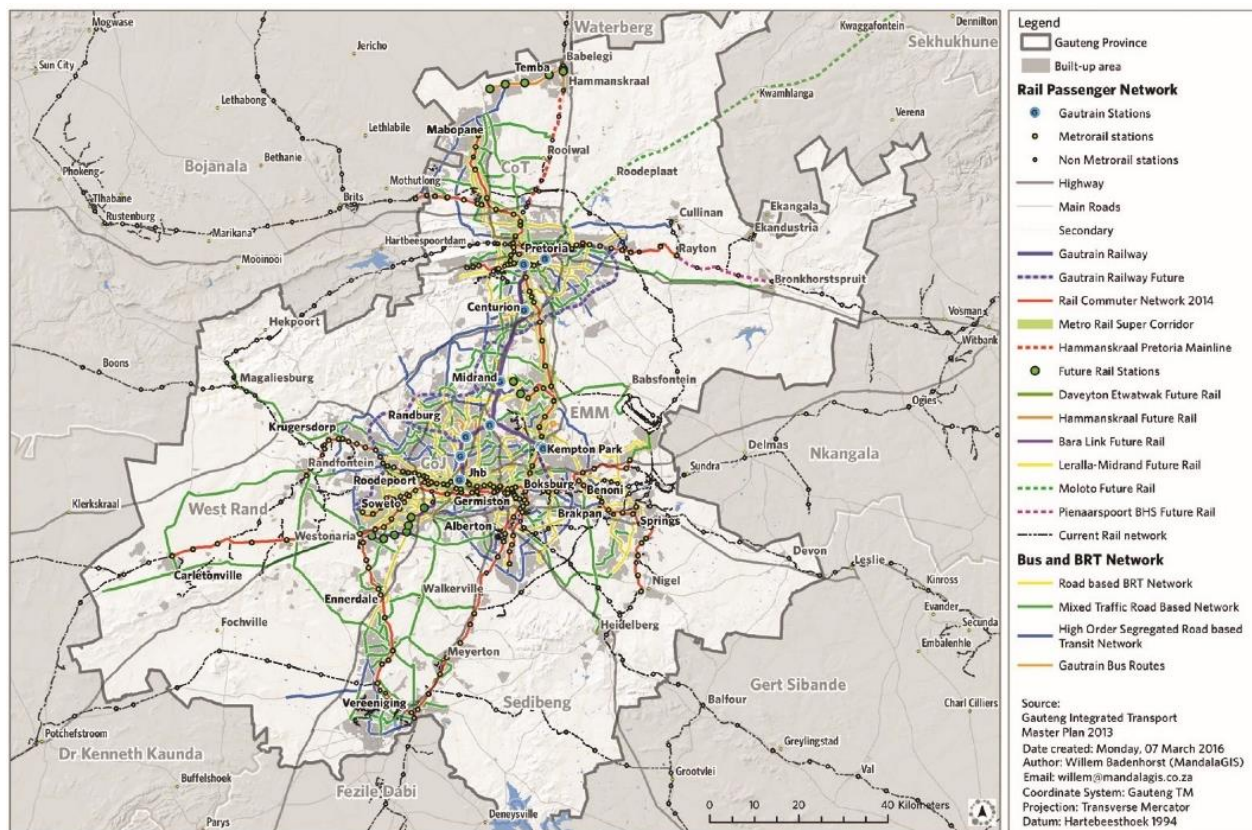 Mogwase
Waterberg
Kwaggafontein
Dennilton
Sekhukhune
Jericho
Babelegi
Temba
Hammanskraal
Sun City
Lethabong
Kwamhlanga
Verena
Lethlabile
Mabopane
Bojanala
Bethanie
Rooiwal
CoT
Roodeplaat
Phokeng
Mothutlong
Tlhabane
Brits
Cullinan
Ekangala
Ekandustria
Rustenburg
Marikana
Hartbeespoortdam
Pretoria
Rayton
Mooinooi
Bronkhorstspruit
Centurion
Hekpoort
Vosman
Witbank
Boons
Midrand
Magaliesburg
Babsfontein
Ogies
Randburg
EMM
Krugersdorp
Delmas
Kempton Park
Nkangala
Randfontein
CoJ
Jhb
Sundra
Roodepoort
Boksburg
Benoni
Klerkskraal
West Rand
Soweto
Germiston
Brakpan
Springs
Alberton
Westonaria
Devon
Leslie
Carletonville
Walkerville
Nigel
Kinross
Ennerdale
Evander
Secunda
Fochville
Heidelberg
Embalenhle
Meyerton
Gert Sibande
Vereeniging
Sedibeng
Balfour
Charl Cilliers
Potchefstroom
Dr Kenneth Kaunda
Greylingstad
Buffelshoek
Grootvlei
Val
Fezile Dabi
Parys
Deneysville
0 10 20 40 Kilometers
Legend
Gauteng Province
Built-up area
Rail Passenger Network
Gautrain Stations
Metrorail stations
Non Metrorail stations
Highway
Main Roads
Secondary
Gautrain Railway
Gautrain Railway Future
Rail Commuter Network 2014
Metro Rail Super Corridor
Hammanskraal Pretoria Mainline
Future Rail Stations
Daveyton Etwatwak Future Rail
Hammanskraal Future Rail
Bara Link Future Rail
Leralla-Midrand Future Rail
Moloto Future Rail
Pienaarspoort BHS Future Rail
Current Rail network
Bus and BRT Network
Road based BRT Network
Mixed Traffic Road Based Network
High Order Segregated Road based
Transit Network
Gautrain Bus Routes
Source:
Gauteng Integrated Transport
Master Plan 2013
Date created: Monday, 07 March 2016
Author: Willem Badenhorst (MandalaGIS)
Email: willem@mandalagis.co.za
Coordinate System: Gauteng TM
Projection: Transverse Mercator
Datum: Hartebeesthoek 1994